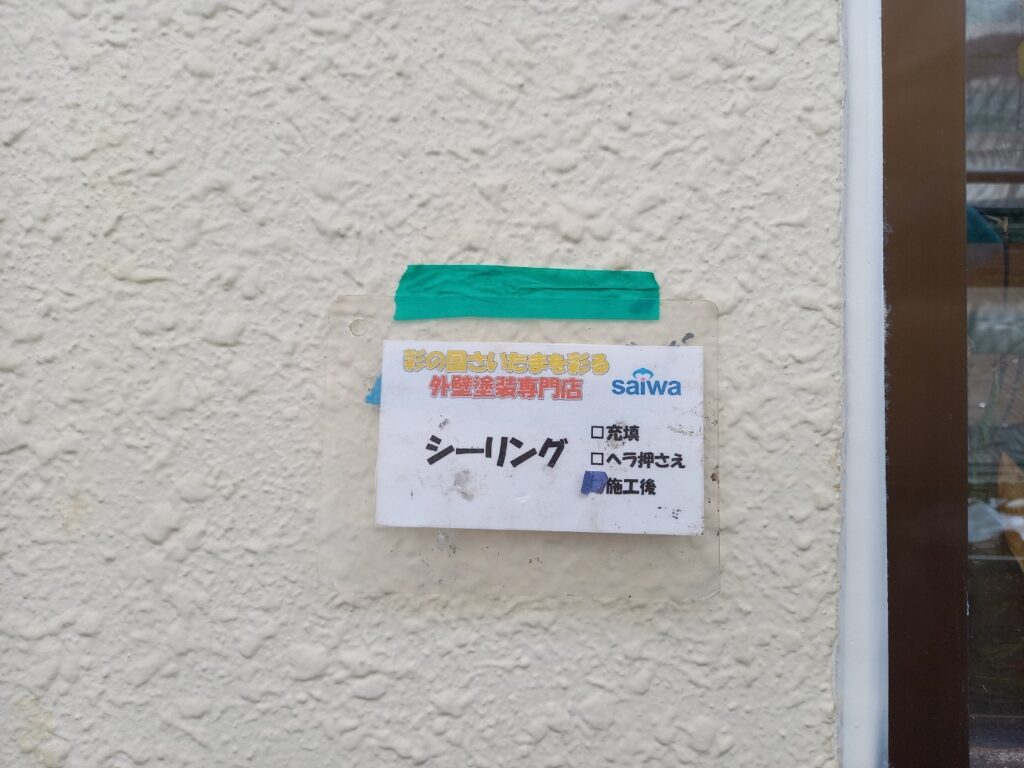 彩の国さいたまを彩る
外壁塗装専門店
saiwa
シーリング
□充填
□ヘラ押さえ
施工後